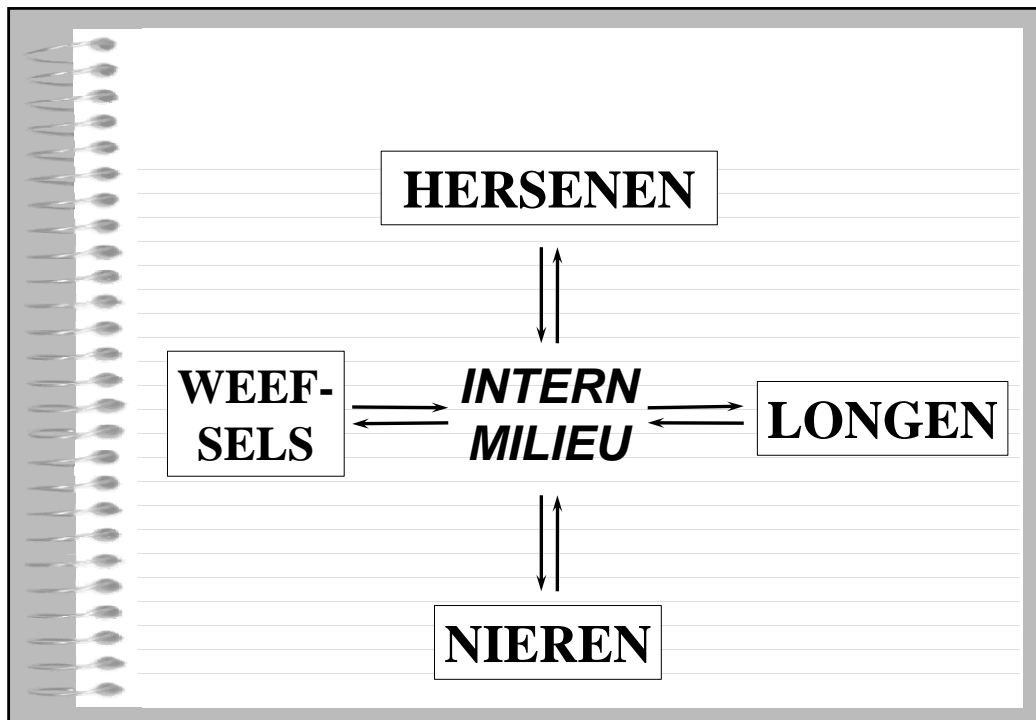 HERSENEN
WEEF-
SELS
INTERN
MILIEU
LONGEN
NIEREN